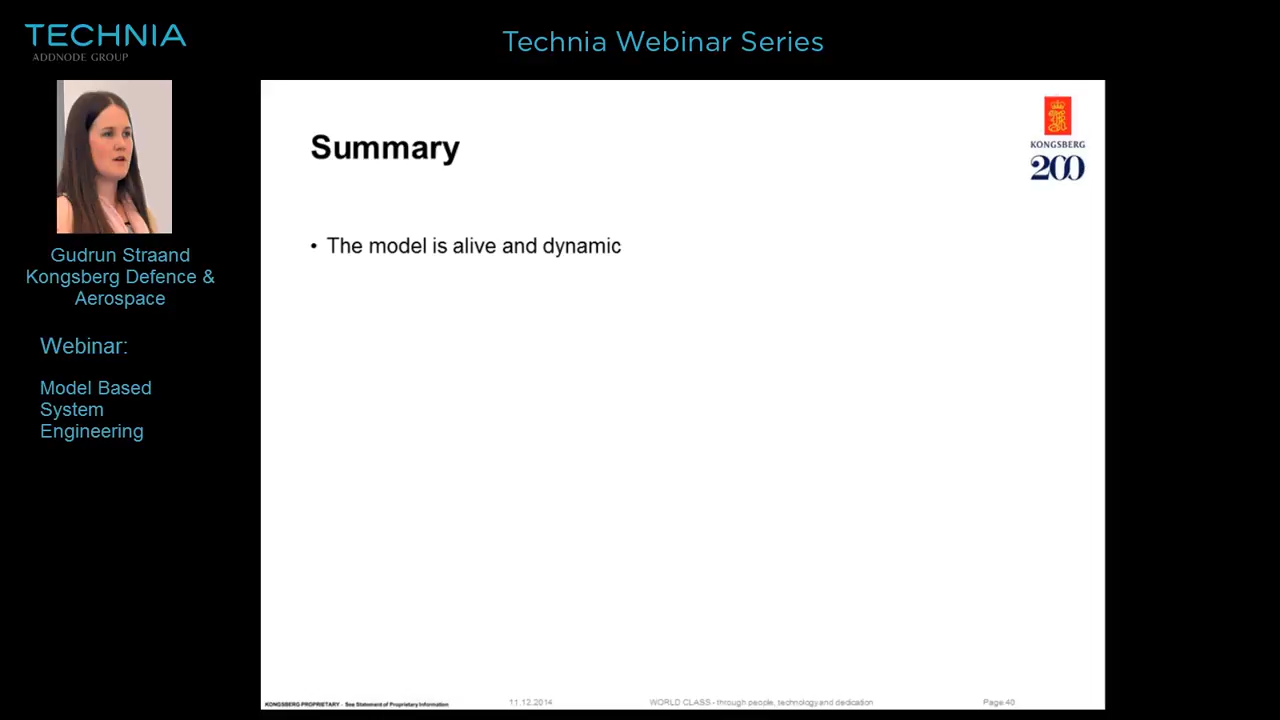 TECHNIA
ADDNODE GROUP
Technia Webinar Series
Gudrun Straand
Kongsberg Defence &
Aerospace
Webinar:
Model Based
System
Engineering
Summary
KONGSBERG
200
• The model is alive and dynamic
KONGSBERG PROPRIETARY - See Statement of Proprietary Information
11.12.2014
WORLD CLASS - through people, technology and dedication
Page:40